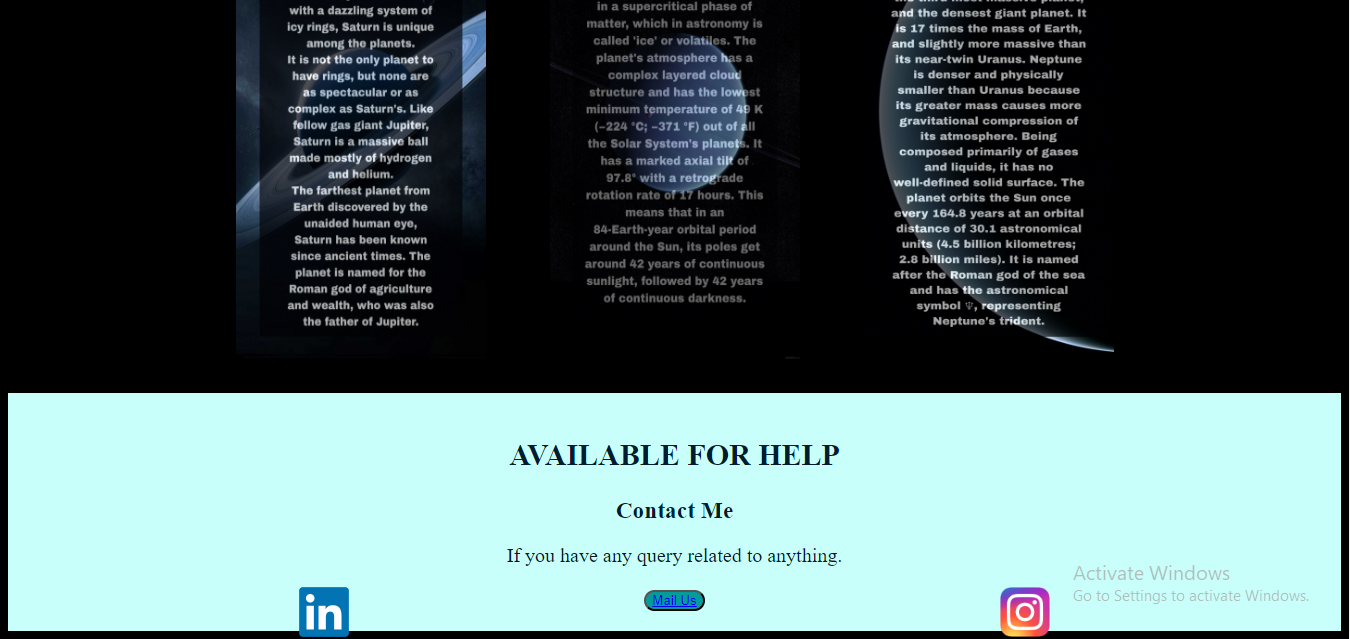 with a dazzling system of
icy rings, Saturn is unique
among the planets.
It is not the only planet to
have rings, but none are
as spectacular or as
complex as Saturn's. Like
fellow gas giant Jupiter,
Saturn is a massive ball
made mostly of hydrogen
and helium.
The farthest planet from
Earth discovered by the
unaided human eye,
Saturn has been known
since ancient times. The
planet is named for the
Roman god of agriculture
and wealth, who was also
the father of Jupiter.
in a supercritical phase of
matter, which in astronomy is
called 'ice' or volatiles. The
planet's atmosphere has a
complex layered cloud
structure and has the lowest
minimum temperature of 49 K
(−224 °C; −371 °F) out of all
the Solar System's planets. It
has a marked axial tilt of
97.8° with a retrograde
rotation rate of 17 hours. This
means that in an
84-Earth-year orbital period
around the Sun, its poles get
around 42 years of continuous
sunlight, followed by 42 years
of continuous darkness.
the third-most massive planet,
and the densest giant planet. It
is 17 times the mass of Earth,
and slightly more massive than
its near-twin Uranus. Neptune
is denser and physically
smaller than Uranus because
its greater mass causes more
gravitational compression of
its atmosphere. Being
composed primarily of gases
and liquids, it has no
well-defined solid surface. The
planet orbits the Sun once
every 164.8 years at an orbital
distance of 30.1 astronomical
units (4.5 billion kilometres;
2.8 billion miles). It is named
after the Roman god of the sea
and has the astronomical
symbol ♆, representing
Neptune's trident.
AVAILABLE FOR HELP
Contact Me
If you have any query related to anything.
Mail Us
in
Activate Windows
Go to Settings to activate Windows.